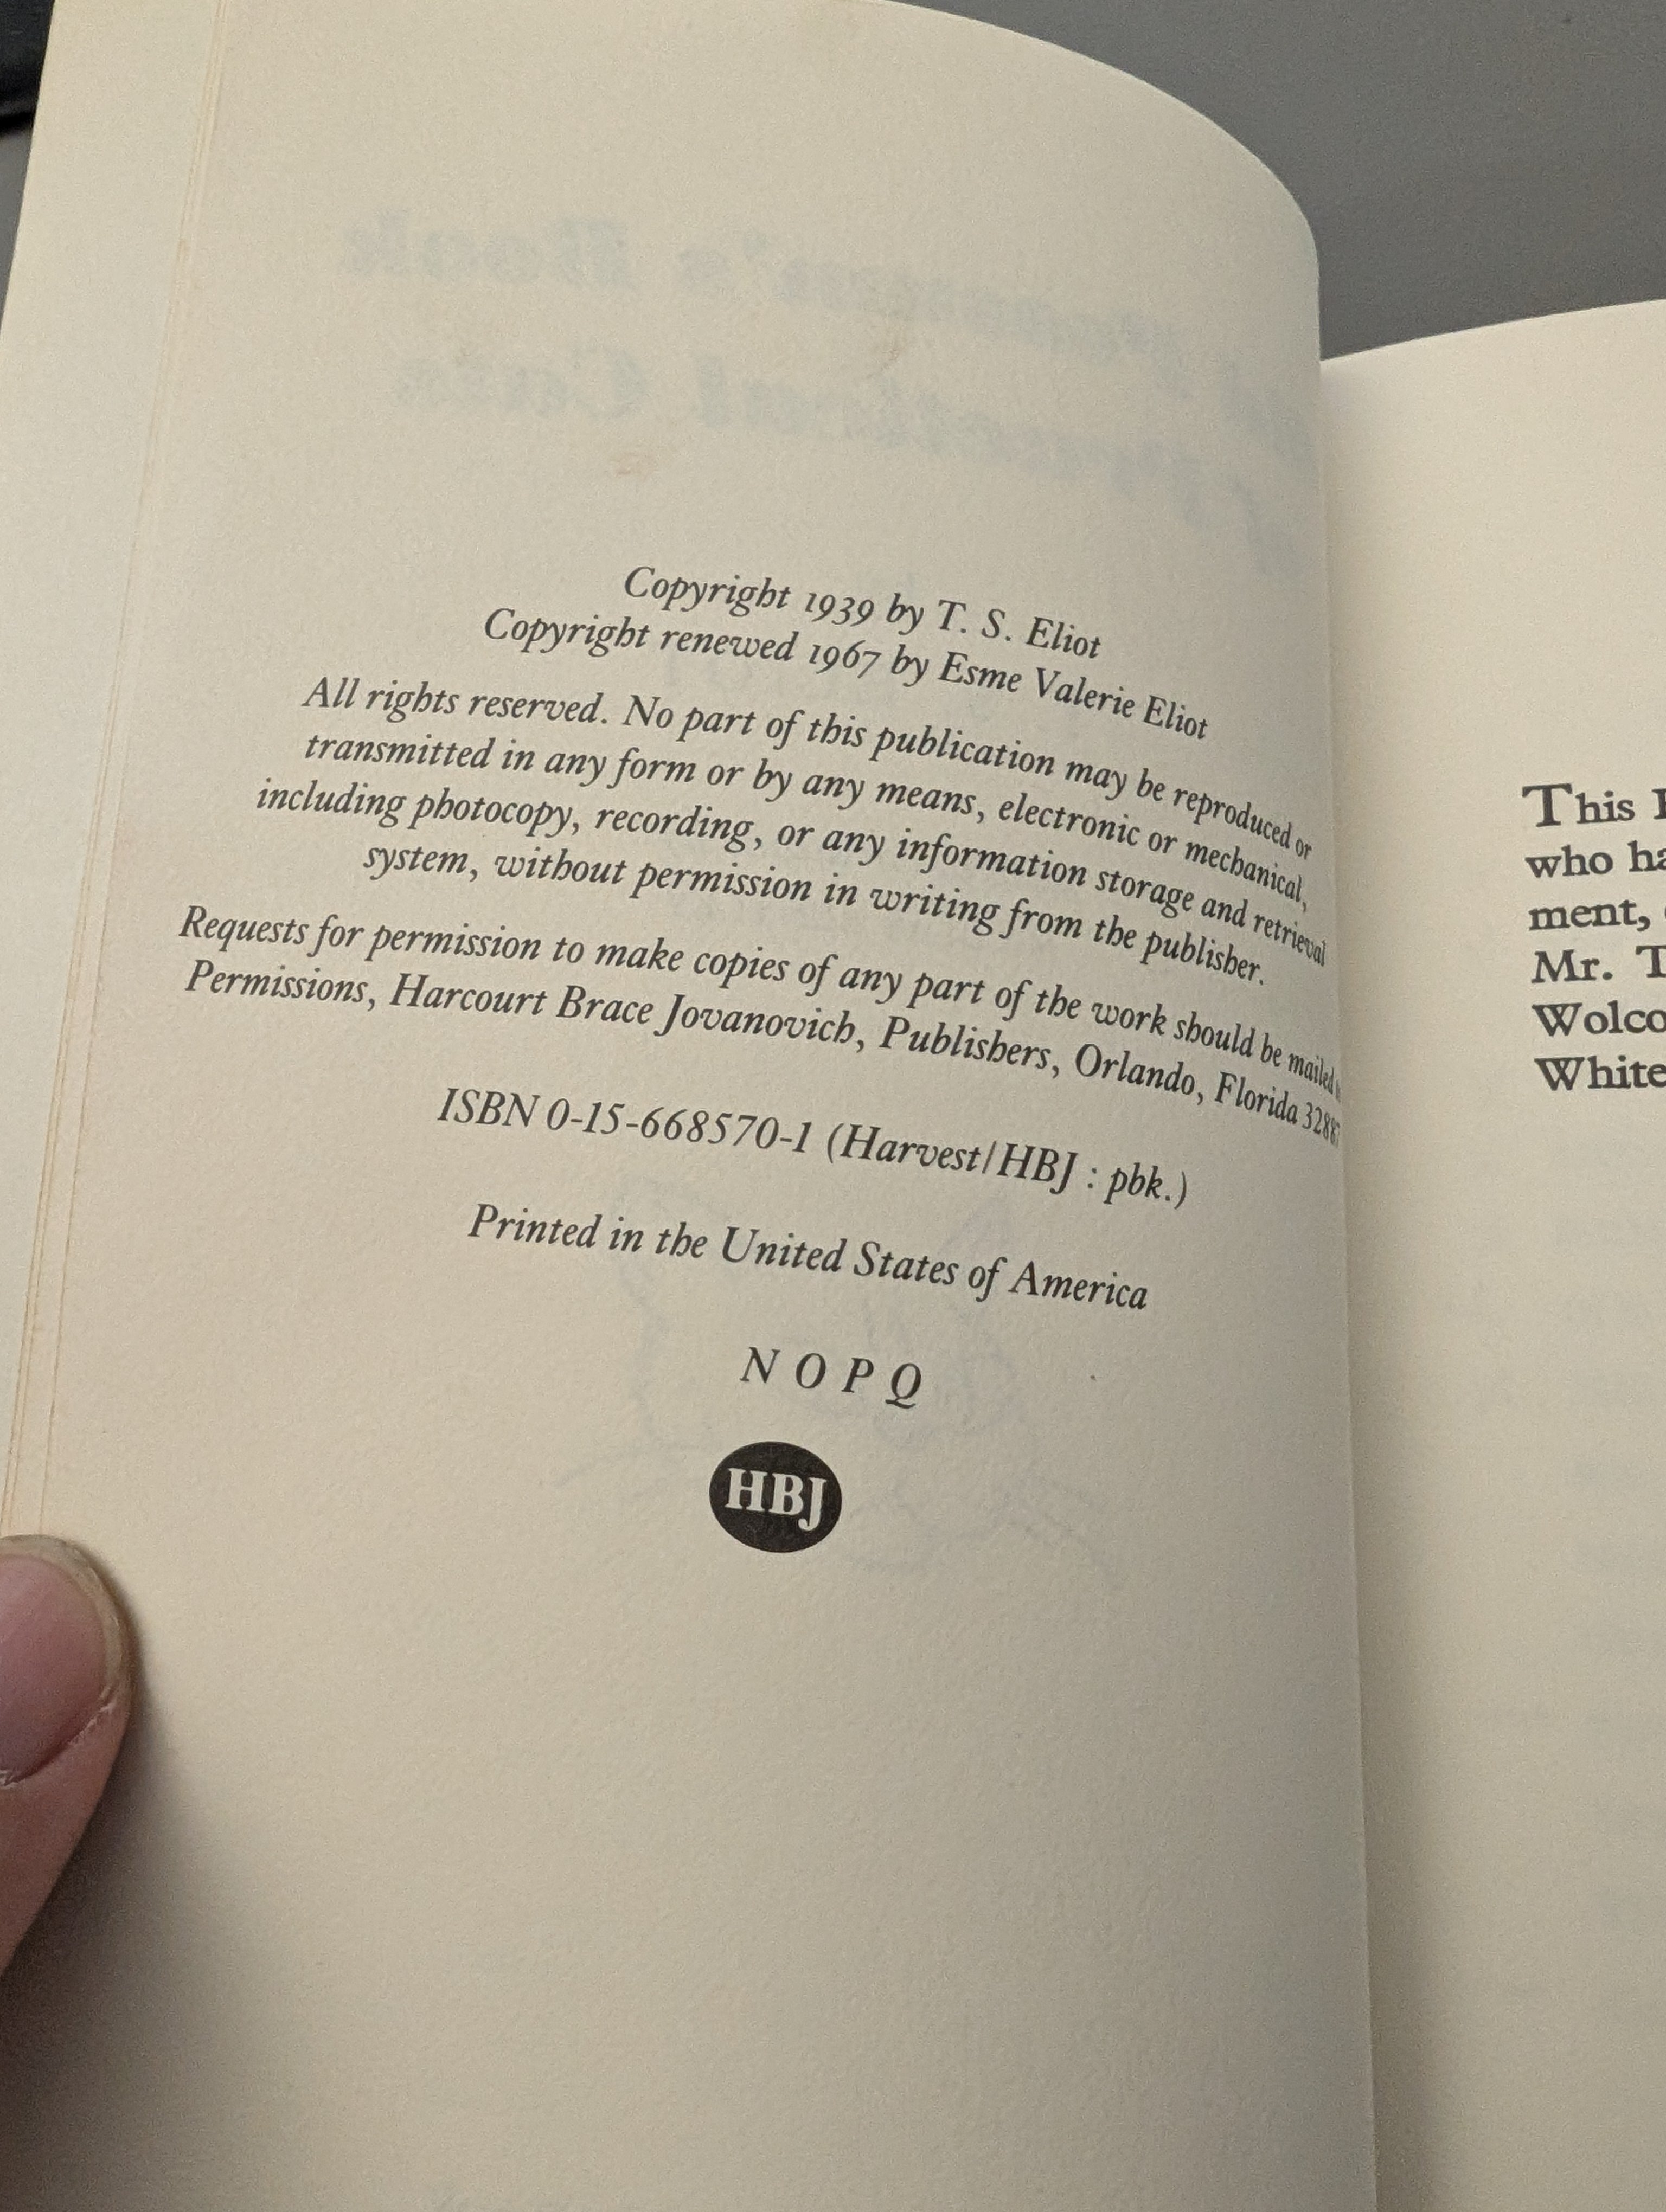 Copyright 1939 by T. S. Eliot
Copyright renewed 1967 by Esme Valerie Eliot
All rights reserved. No part of this publication may be reproduced or
transmitted in any form or by any means, electronic or mechanical,
including photocopy, recording, or any information storage and retrieval
system, without permission in writing from the publisher.
Requests for permission to make copies of any part of the work should be mailed
Permissions, Harcourt Brace Jovanovich, Publishers, Orlando, Florida 32887
ISBN 0-15-668570-1 (Harvest/HBJ : pbk.)
Printed in the United States of America
N O P Q
HBJ
This
who
ment,
Mr.
White